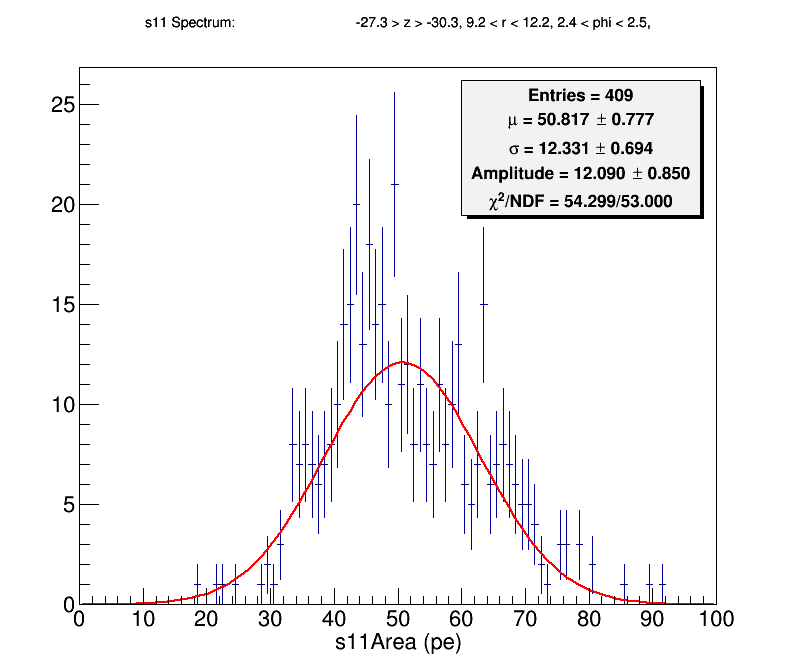 s11 Spectrum: -27.3 > z > -30.3, 9.2 < r < 12.2, 2.4 < phi < 2.5,
Entries = 409
μ = 50.817 ± 0.777
σ = 12.331 ± 0.694
Amplitude = 12.090 ± 0.850
χ²/NDF = 54.299/53.000
25
20
15
10
5
0
0 10 20 30 40 50 60 70 80 90 100
s11Area (pe)